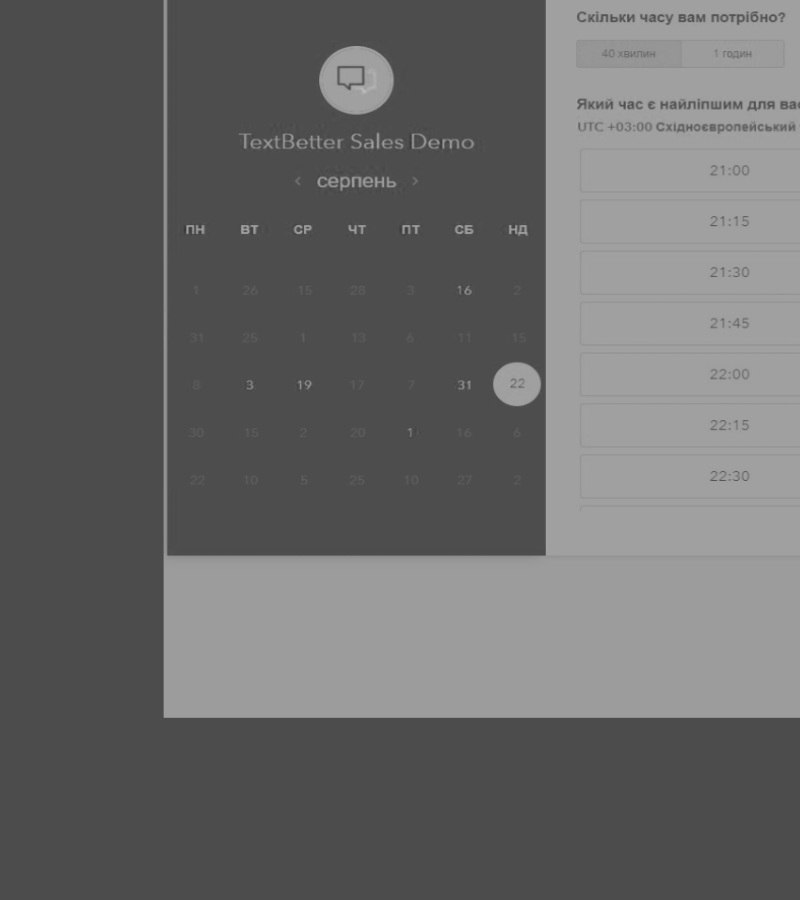 TextBetter Sales Demo
‹ серпень ›
ПН ВТ СР ЧТ ПТ СБ НД
1 26 15 28 3 16 2
31 25 1 13 6 11 15
8 3 19 17 7 31 22
30 15 2 20 1 16 6
22 10 5 25 10 27 2
Скільки часу вам потрібно?
40 хвилин 1 годин
Який час є найліпшим для вас
UTC +03:00 Східноєвропейський
21:00
21:15
21:30
21:45
22:00
22:15
22:30